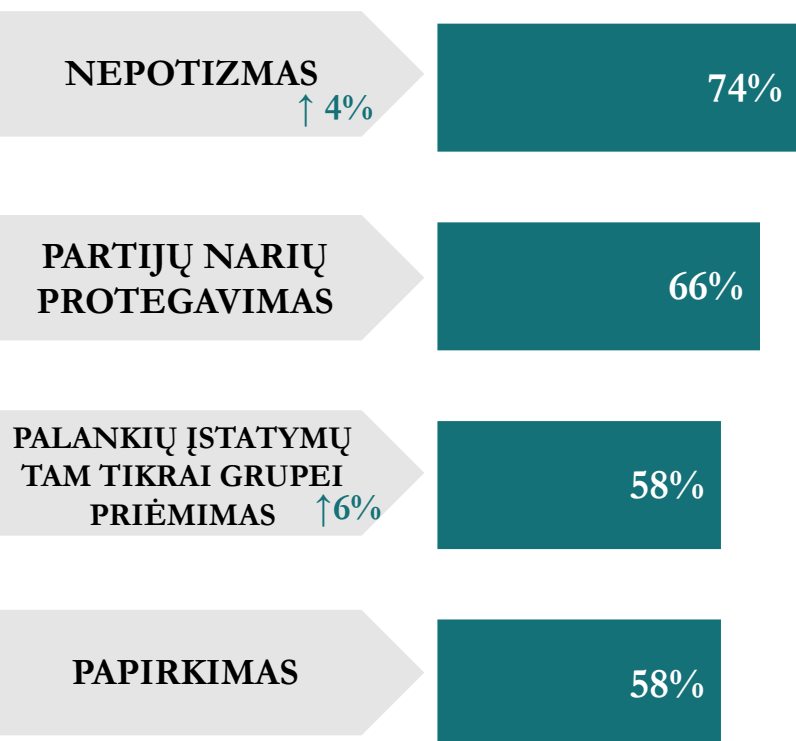 NEPOTIZMAS
↑ 4%
74%
PARTIJŲ NARIŲ
PROTEGAVIMAS
66%
PALANKIŲ ĮSTATYMŲ
TAM TIKRAI GRUPEI
PRIĖMIMAS ↑6%
58%
PAPIRKIMAS
58%